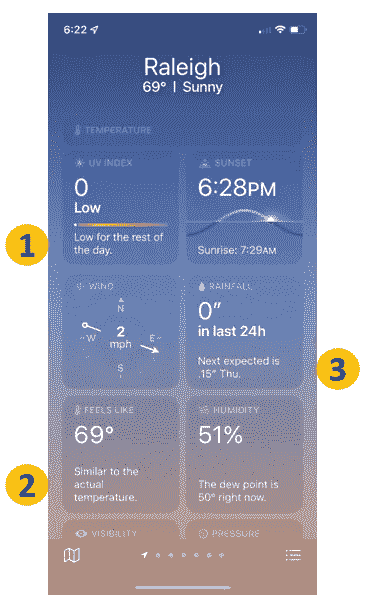 6:22
Raleigh
69° | Sunny
TEMPERATURE
UV INDEX
0
Low
Low for the rest of
the day.
SUNSET
6:28PM
Sunrise: 7:29AM
1
WIND
N
W
2
mph
E
S
RAINFALL
0"
in last 24h
Next expected is
.15" Thu.
3
FEELS LIKE
69°
Similar to the
actual
temperature.
HUMIDITY
51%
The dew point is
50° right now.
2
VISIBILITY
PRESSURE